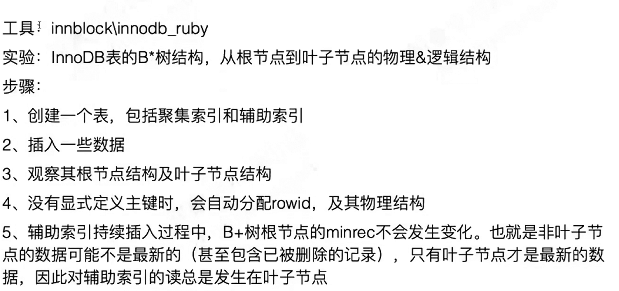 工具：innblock\innodb_ruby
实验：InnoDB表的B*树结构，从根节点到叶子节点的物理&逻辑结构
步骤：
1、创建一个表，包括聚集索引和辅助索引
2、插入一些数据
3、观察其根节点结构及叶子节点结构
4、没有显式定义主键时，会自动分配rowid，及其物理结构
5、辅助索引持续插入过程中，B+树根节点的minrec不会发生变化。也就是非叶子节
点的数据可能不是最新的（甚至包含已被删除的记录），只有叶子节点才是最新的数
据，因此对辅助索引的读总是发生在叶子节点